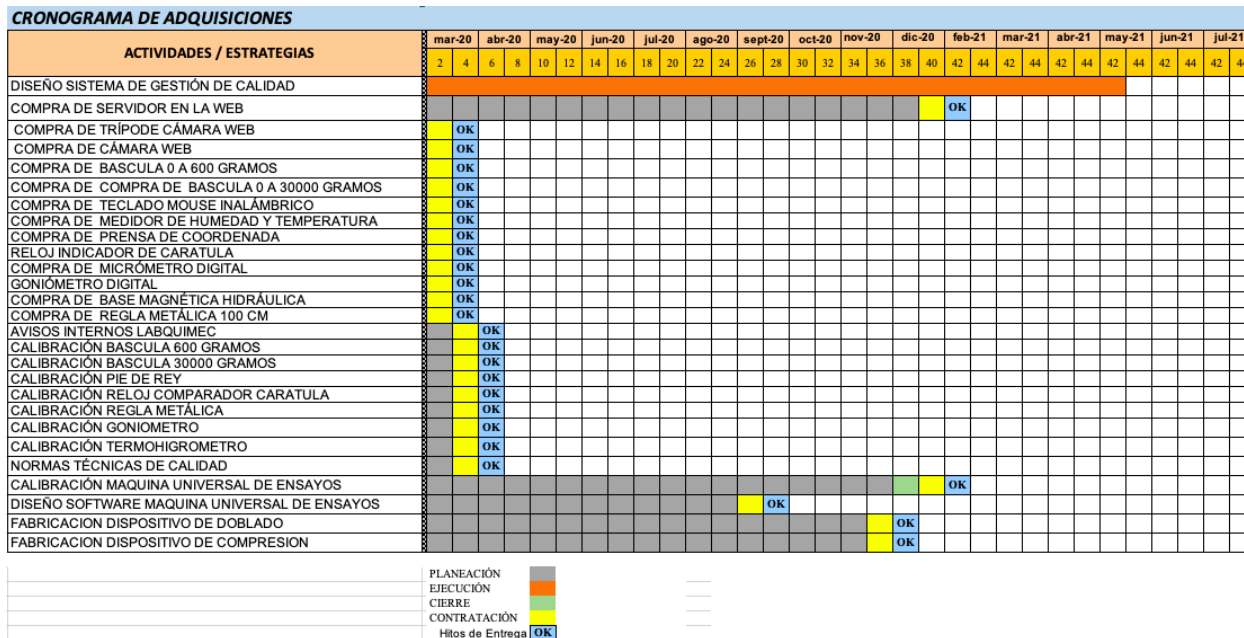 CRONOGRAMA DE ADQUISICIONES
ACTIVIDADES / ESTRATEGIAS mar-20 abr-20 may-20 jun-20 jul-20 ago-20 sept-20 oct-20 nov-20 dic-20 feb-21 mar-21 abr-21 may-21 jun-21 jul-21
2 4 6 8 10 12 14 16 18 20 22 24 26 28 30 32 34 36 38 40 42 44 42 44 42 44 42 44 42 44 42 44
DISEÑO SISTEMA DE GESTIÓN DE CALIDAD
COMPRA DE SERVIDOR EN LA WEB OK
COMPRA DE TRÍPODE CÁMARA WEB OK
COMPRA DE CÁMARA WEB OK
COMPRA DE BASCULA 0 A 600 GRAMOS OK
COMPRA DE COMPRA DE BASCULA 0 A 30000 GRAMOS OK
COMPRA DE TECLADO MOUSE INALÁMBRICO OK
COMPRA DE MEDIDOR DE HUMEDAD Y TEMPERATURA OK
COMPRA DE PRENSA DE COORDENADA OK
RELOJ INDICADOR DE CARATULA OK
COMPRA DE MICRÓMETRO DIGITAL OK
GONIÓMETRO DIGITAL OK
COMPRA DE BASE MAGNÉTICA HIDRÁULICA OK
COMPRA DE REGLA METÁLICA 100 CM OK
AVISOS INTERNOS LABQUIMEC OK
CALIBRACIÓN BASCULA 600 GRAMOS OK
CALIBRACIÓN BASCULA 30000 GRAMOS OK
CALIBRACIÓN PIE DE REY OK
CALIBRACIÓN RELOJ COMPARADOR CARATULA OK
CALIBRACIÓN REGLA METÁLICA OK
CALIBRACIÓN GONIOMETRO OK
CALIBRACIÓN TERMOHIGROMETRO OK
NORMAS TÉCNICAS DE CALIDAD OK
CALIBRACIÓN MAQUINA UNIVERSAL DE ENSAYOS OK
DISEÑO SOFTWARE MAQUINA UNIVERSAL DE ENSAYOS OK
FABRICACION DISPOSITIVO DE DOBLADO OK
FABRICACION DISPOSITIVO DE COMPRESION OK
PLANEACIÓN
EJECUCIÓN
CIERRE
CONTRATACIÓN
Hitos de Entrega OK